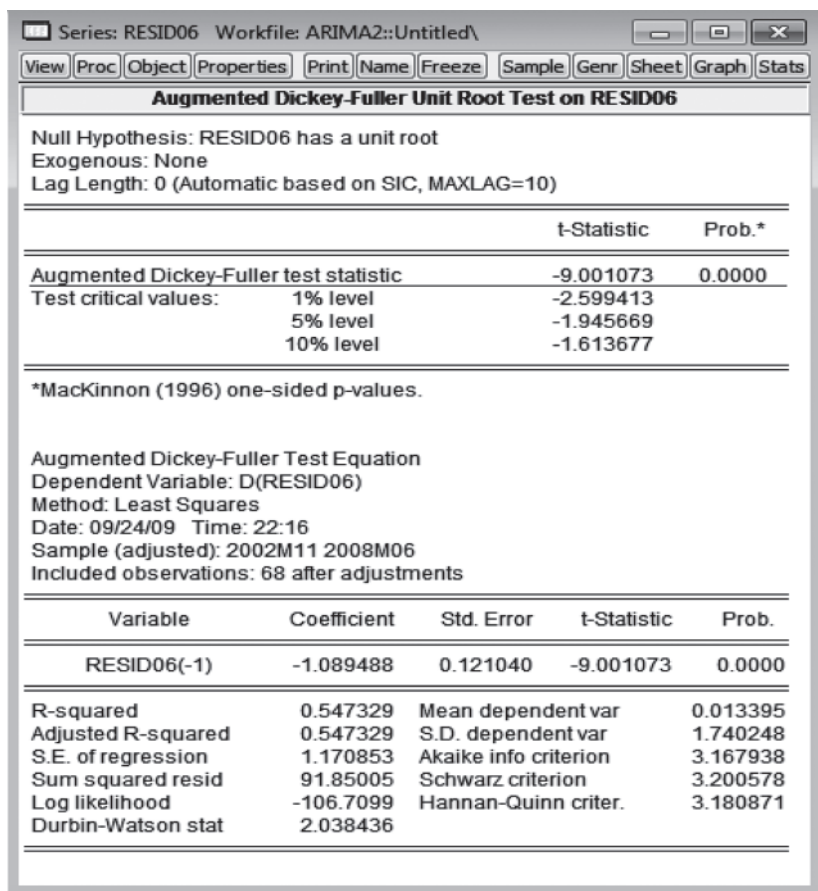 Series: RESID06 Workfile: ARIMA2::Untitled\
View Proc Object Properties Print Name Freeze Sample Genr Sheet Graph Stats
Augmented Dickey-Fuller Unit Root Test on RESID06
Null Hypothesis: RESID06 has a unit root
Exogenous: None
Lag Length: 0 (Automatic based on SIC, MAXLAG=10)
t-Statistic Prob.*
Augmented Dickey-Fuller test statistic -9.001073 0.0000
Test critical values: 1% level -2.599413
5% level -1.945669
10% level -1.613677
*MacKinnon (1996) one-sided p-values.
Augmented Dickey-Fuller Test Equation
Dependent Variable: D(RESID06)
Method: Least Squares
Date: 09/24/09 Time: 22:16
Sample (adjusted): 2002M11 2008M06
Included observations: 68 after adjustments
Variable Coefficient Std. Error t-Statistic Prob.
RESID06(-1) -1.089488 0.121040 -9.001073 0.0000
R-squared 0.547329 Mean dependent var 0.013395
Adjusted R-squared 0.547329 S.D. dependent var 1.740248
S.E. of regression 1.170853 Akaike info criterion 3.167938
Sum squared resid 91.85005 Schwarz criterion 3.200578
Log likelihood -106.7099 Hannan-Quinn criter. 3.180871
Durbin-Watson stat 2.038436